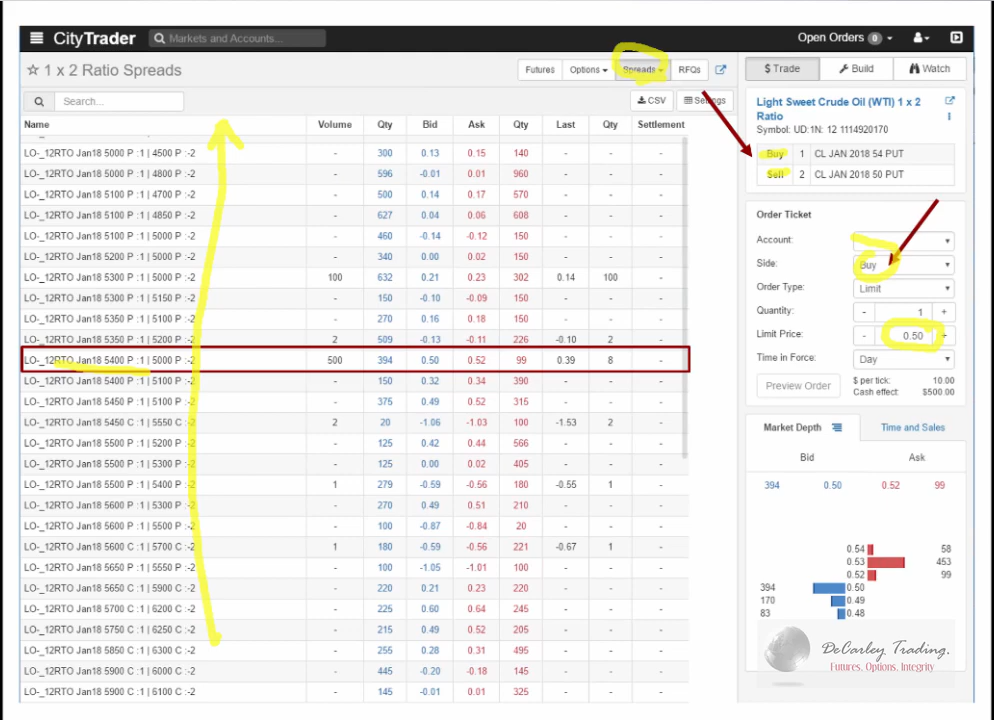 CityTrader Markets and Accounts... Open Orders 0
1 x 2 Ratio Spreads Futures Options Spreads RFQs $ Trade Build Watch
Search... CSV Settings
Name Volume Qty Bid Ask Qty Last Qty Settlement
LO-_12RTO Jan18 5000 P :1 | 4500 P :-2 - 300 0.13 0.15 140 - - -
LO-_12RTO Jan18 5000 P :1 | 4800 P :-2 - 596 -0.01 0.01 960 - - -
LO-_12RTO Jan18 5100 P :1 | 4700 P :-2 - 500 0.14 0.17 570 - - -
LO-_12RTO Jan18 5100 P :1 | 4850 P :-2 - 627 0.04 0.06 608 - - -
LO-_12RTO Jan18 5100 P :1 | 5000 P :-2 - 460 -0.14 -0.12 150 - - -
LO-_12RTO Jan18 5200 P :1 | 5000 P :-2 - 340 0.00 0.02 150 - - -
LO-_12RTO Jan18 5300 P :1 | 5000 P :-2 100 632 0.21 0.23 302 0.14 100 -
LO-_12RTO Jan18 5300 P :1 | 5150 P :-2 - 150 -0.10 -0.09 150 - - -
LO-_12RTO Jan18 5350 P :1 | 5100 P :-2 - 270 0.16 0.18 150 - - -
LO-_12RTO Jan18 5350 P :1 | 5200 P :-2 2 509 -0.13 -0.11 226 -0.10 2 -
LO-_12RTO Jan18 5400 P :1 | 5000 P :-2 500 394 0.50 0.52 99 0.39 8 -
LO-_12RTO Jan18 5400 P :1 | 5100 P :-2 - 150 0.32 0.34 390 - - -
LO-_12RTO Jan18 5450 P :1 | 5100 P :-2 - 375 0.49 0.52 315 - - -
LO-_12RTO Jan18 5450 C :1 | 5550 C :-2 2 20 -1.06 -1.03 100 -1.53 2 -
LO-_12RTO Jan18 5500 P :1 | 5200 P :-2 - 125 0.42 0.44 566 - - -
LO-_12RTO Jan18 5500 P :1 | 5300 P :-2 - 125 0.00 0.02 405 - - -
LO-_12RTO Jan18 5500 P :1 | 5400 P :-2 1 279 -0.59 -0.56 180 -0.55 1 -
LO-_12RTO Jan18 5600 P :1 | 5300 P :-2 - 270 0.49 0.51 210 - - -
LO-_12RTO Jan18 5600 P :1 | 5500 P :-2 - 100 -0.87 -0.84 20 - - -
LO-_12RTO Jan18 5600 C :1 | 5700 C :-2 1 180 -0.59 -0.56 221 -0.67 1 -
LO-_12RTO Jan18 5650 P :1 | 5550 P :-2 - 100 -1.05 -1.01 100 - - -
LO-_12RTO Jan18 5650 C :1 | 5900 C :-2 - 220 0.21 0.23 220 - - -
LO-_12RTO Jan18 5700 C :1 | 6200 C :-2 - 225 0.60 0.64 245 - - -
LO-_12RTO Jan18 5750 C :1 | 6250 C :-2 - 215 0.49 0.52 205 - - -
LO-_12RTO Jan18 5850 C :1 | 6300 C :-2 - 255 0.28 0.31 495 - - -
LO-_12RTO Jan18 5900 C :1 | 6000 C :-2 - 445 -0.20 -0.18 145 - - -
LO-_12RTO Jan18 5900 C :1 | 6100 C :-2 - 145 -0.01 0.01 325 - - -
Light Sweet Crude Oil (WTI) 1 x 2
Ratio
Symbol: UD:1N: 12 1114920170
Buy 1 CL JAN 2018 54 PUT
Sell 2 CL JAN 2018 50 PUT
Order Ticket
Account:
Side: Buy
Order Type: Limit
Quantity: - 1 +
Limit Price: - 0.50 +
Time in Force: Day
Preview Order
$ per tick: 10.00
Cash effect: $500.00
Market Depth Time and Sales
Bid Ask
394 0.50 0.52 99
0.54 58
0.53 453
0.52 99
394 0.50
170 0.49
83 0.48
DeCarley Trading.
Futures, Options, Integrity